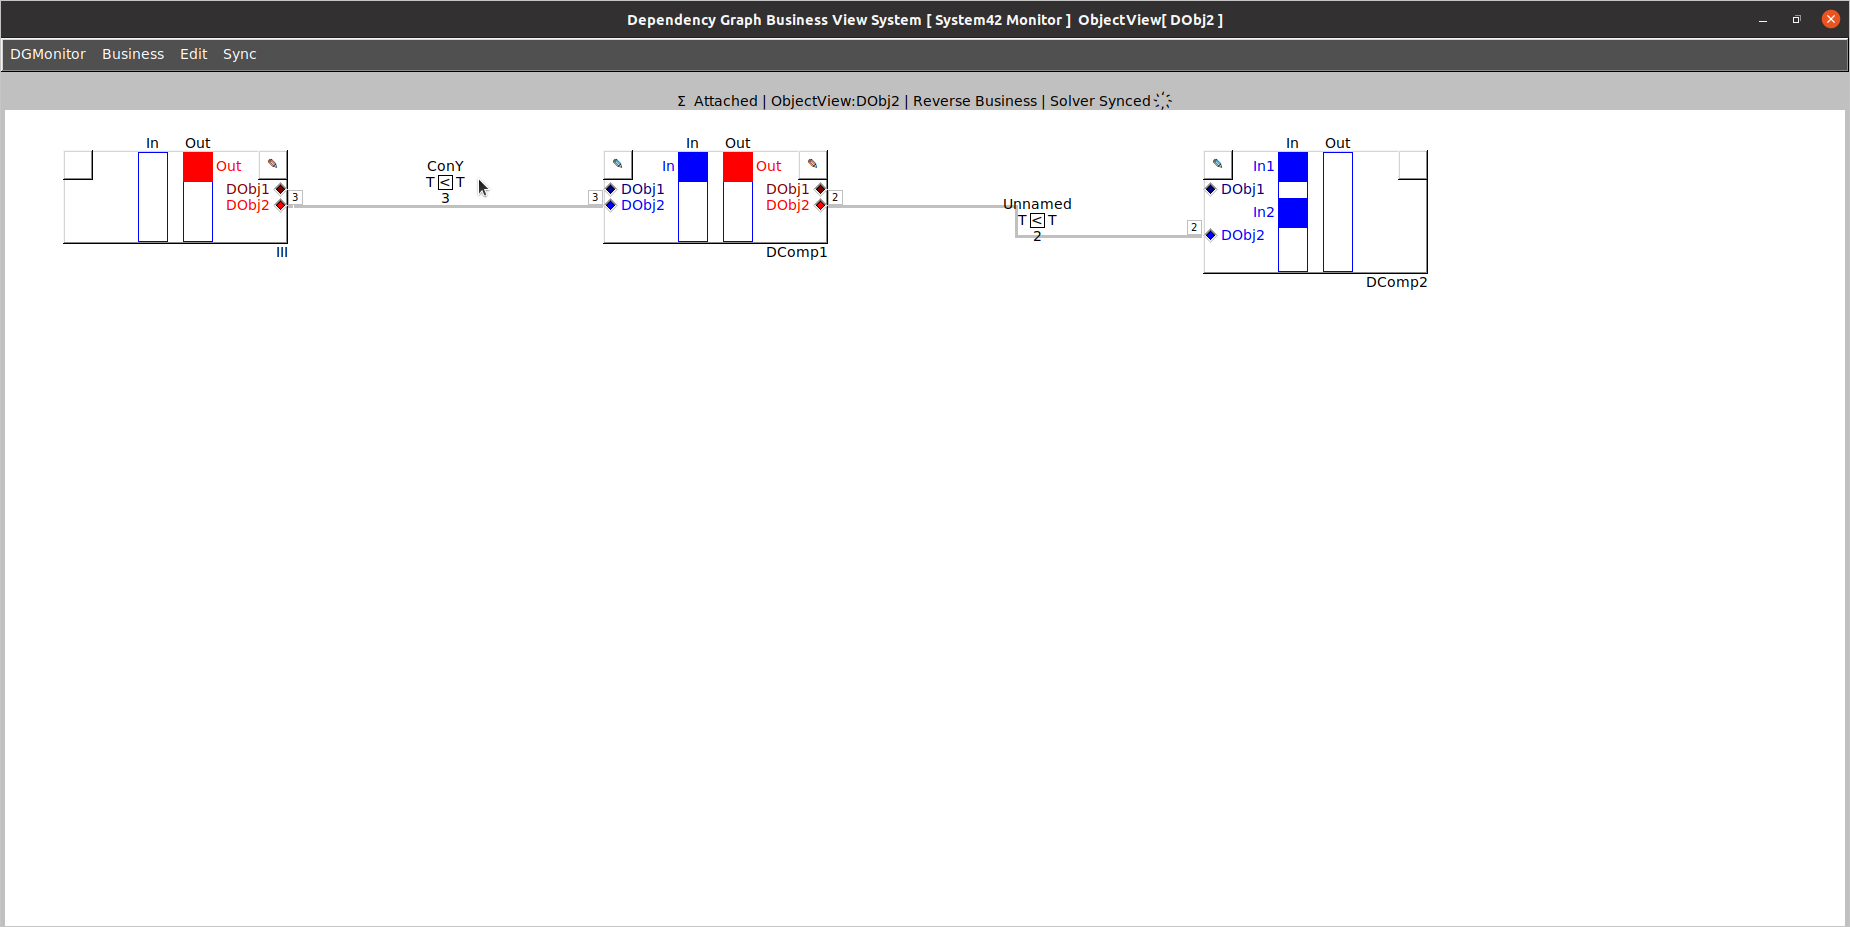 Dependency Graph Business View System [ System42 Monitor ]  ObjectView[ DObj2 ]
DGMonitor Business Edit Sync
Σ Attached | ObjectView:DObj2 | Reverse Business | Solver Synced
In Out In Out In Out
Out ConY In Out In1
T < T
DObj1 3 3 DObj1 DObj1 2 DObj1
DObj2 3 DObj2 DObj2 Unnamed In2
T < T
2 2 DObj2
III DComp1
DComp2